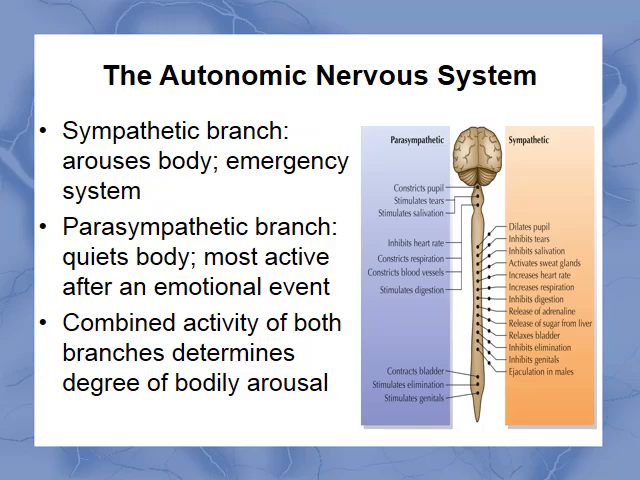 The Autonomic Nervous System
• Sympathetic branch:
arouses body; emergency
system
• Parasympathetic branch:
quiets body; most active
after an emotional event
• Combined activity of both
branches determines
degree of bodily arousal
Parasympathetic
Constricts pupil
Stimulates tears
Stimulates salivation
Inhibits heart rate
Constricts respiration
Constricts blood vessels
Stimulates digestion
Contracts bladder
Stimulates elimination
Stimulates genitals
Sympathetic
Dilates pupil
Inhibits tears
Inhibits salivation
Activates sweat glands
Increases heart rate
Increases respiration
Inhibits digestion
Release of adrenaline
Release of sugar from liver
Relaxes bladder
Inhibits elimination
Inhibits genitals
Ejaculation in males